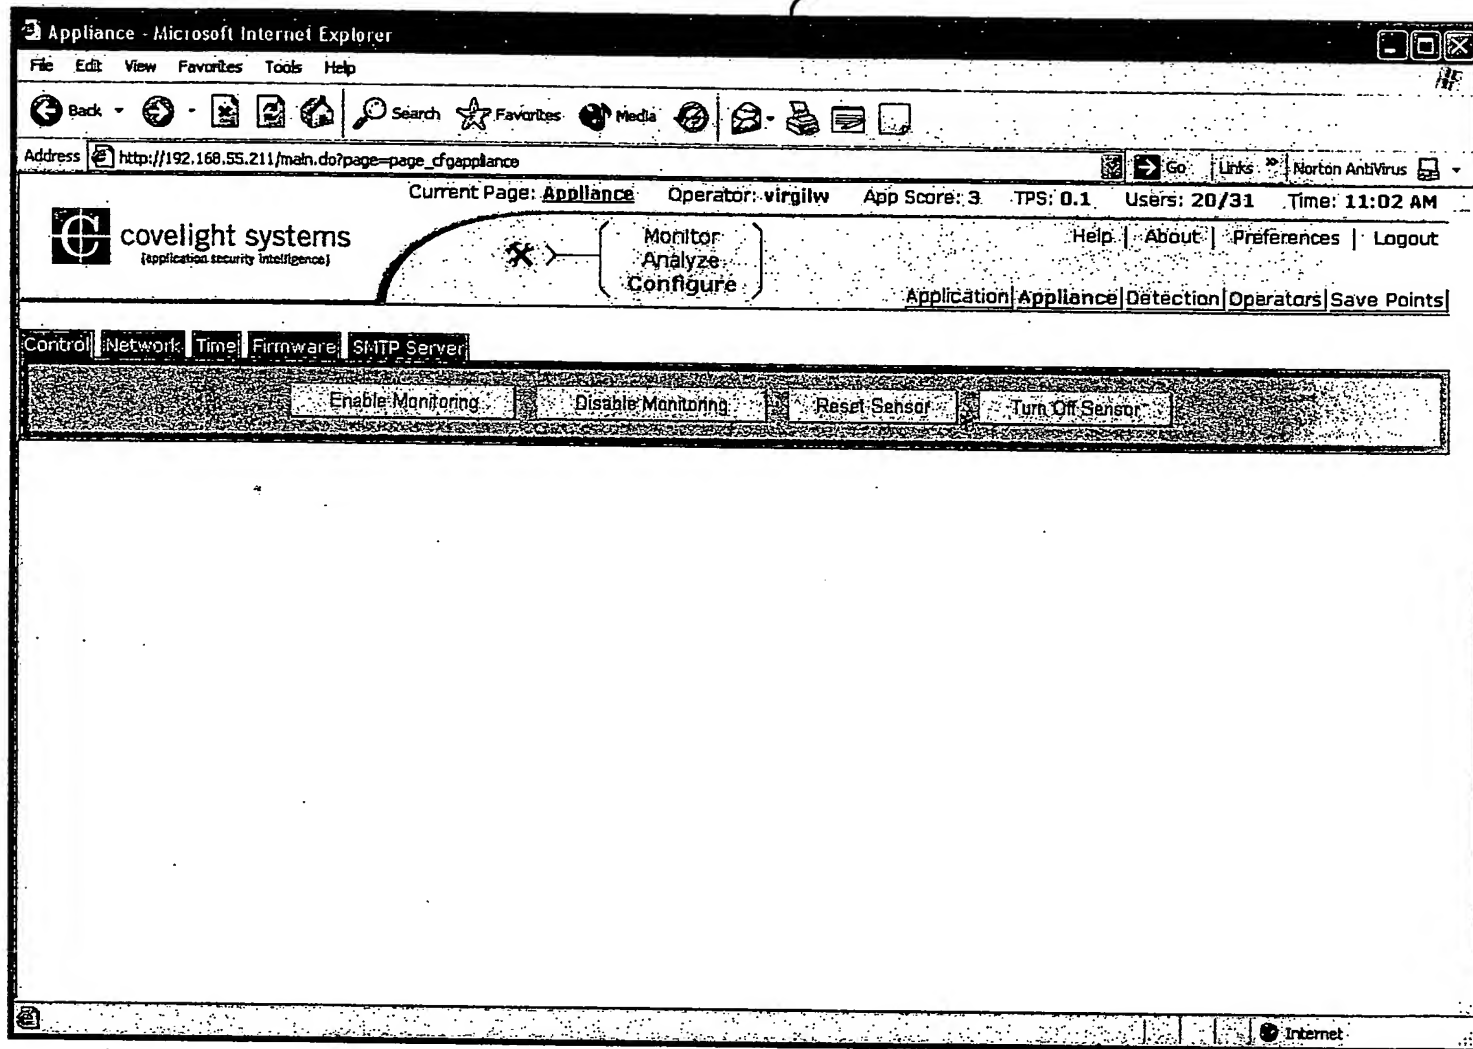 Appliance - Microsoft Internet Explorer
File Edit View Favorites Tools Help
Back Search Favorites Media
Address http://192.168.55.211/main.do?page=page_cfgappliance Go Links » Norton AntiVirus
Current Page: Appliance Operator: virgilw App Score: 3 TPS: 0.1 Users: 20/31 Time: 11:02 AM
covelight systems
{application security intelligence}
Monitor
Analyze
Configure
Help | About | Preferences | Logout
Application | Appliance | Detection | Operators | Save Points |
Control Network Time Firmware SMTP Server
Enable Monitoring Disable Monitoring Reset Sensor Turn Off Sensor
Internet